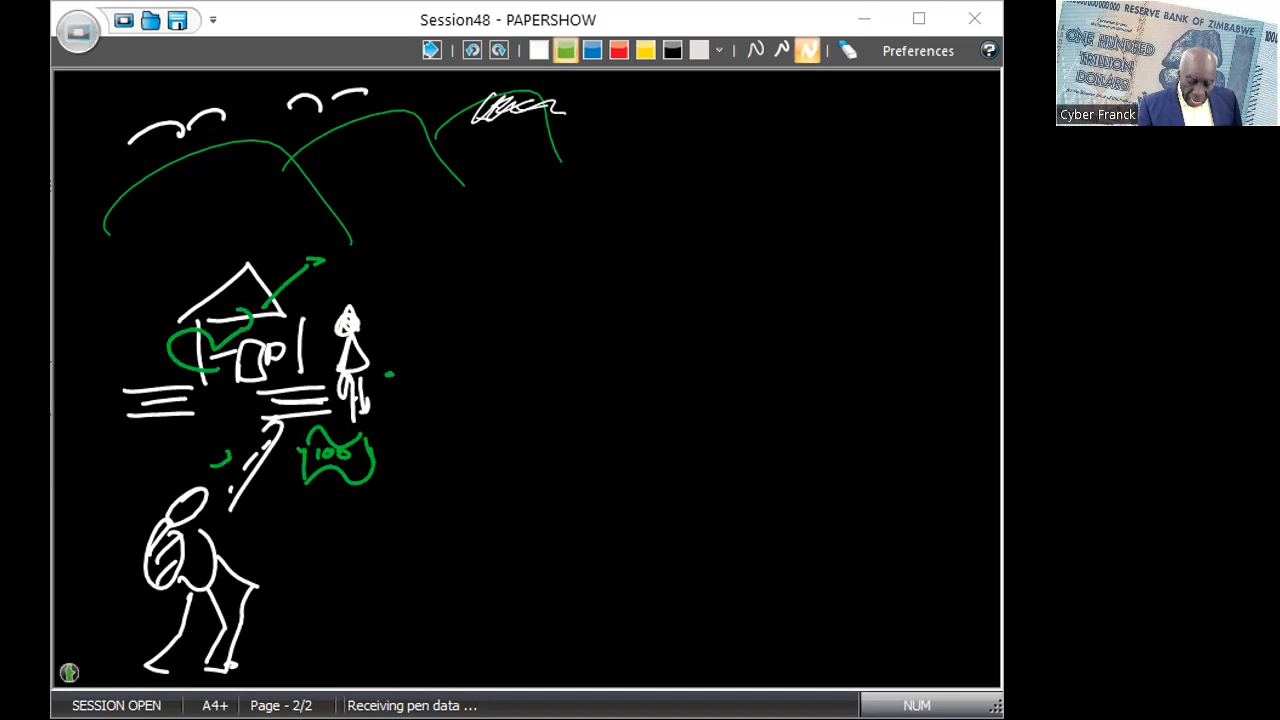 Session48 - PAPERSHOW
Preferences
100
SESSION OPEN
A4+
Page - 2/2
Receiving pen data ...
NUM
RESERVE BANK OF ZIMBABWE
ONE HUNDRED
TRILLION
DOLLARS
Cyber Franck